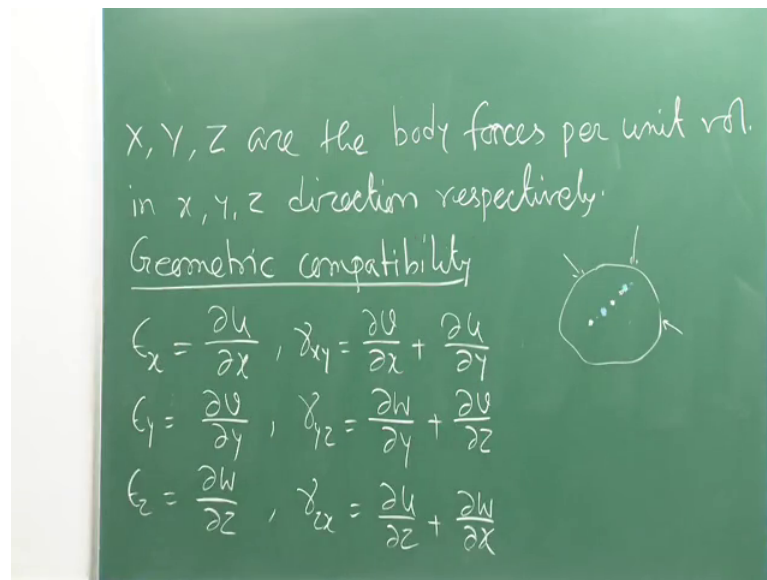 X, Y, Z are the body forces per unit vol.
in x, y, z direction respectively.
Geometric compatibility
ϵx = ∂u/∂x , γxy = ∂v/∂x + ∂u/∂y
ϵy = ∂v/∂y , γyz = ∂w/∂y + ∂v/∂z
ϵz = ∂w/∂z , γzx = ∂u/∂z + ∂w/∂x